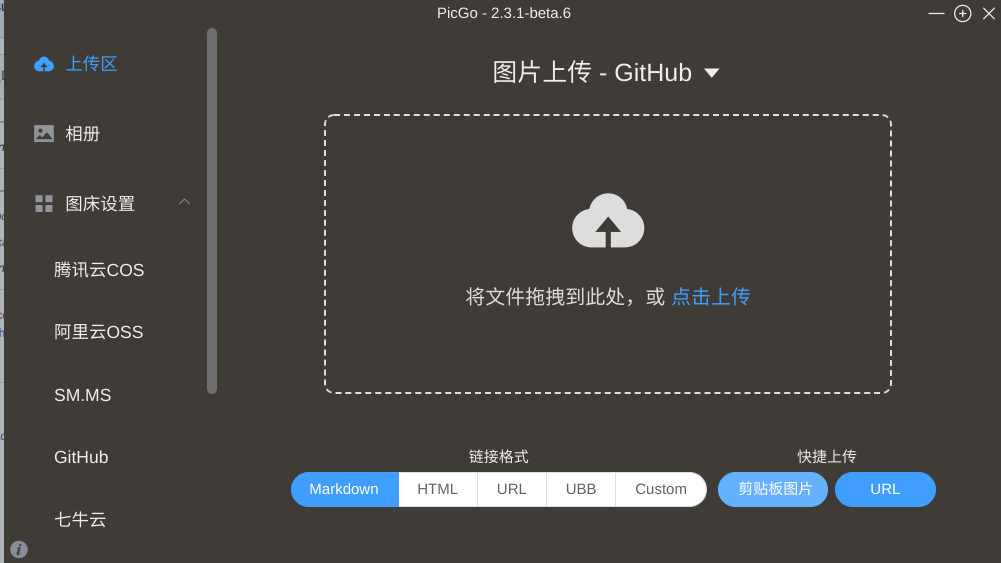 PicGo - 2.3.1-beta.6
上传区
相册
图床设置
腾讯云COS
阿里云OSS
SM.MS
GitHub
七牛云
图片上传 - GitHub
将文件拖拽到此处，或 点击上传
链接格式
Markdown HTML URL UBB Custom
快捷上传
剪贴板图片 URL